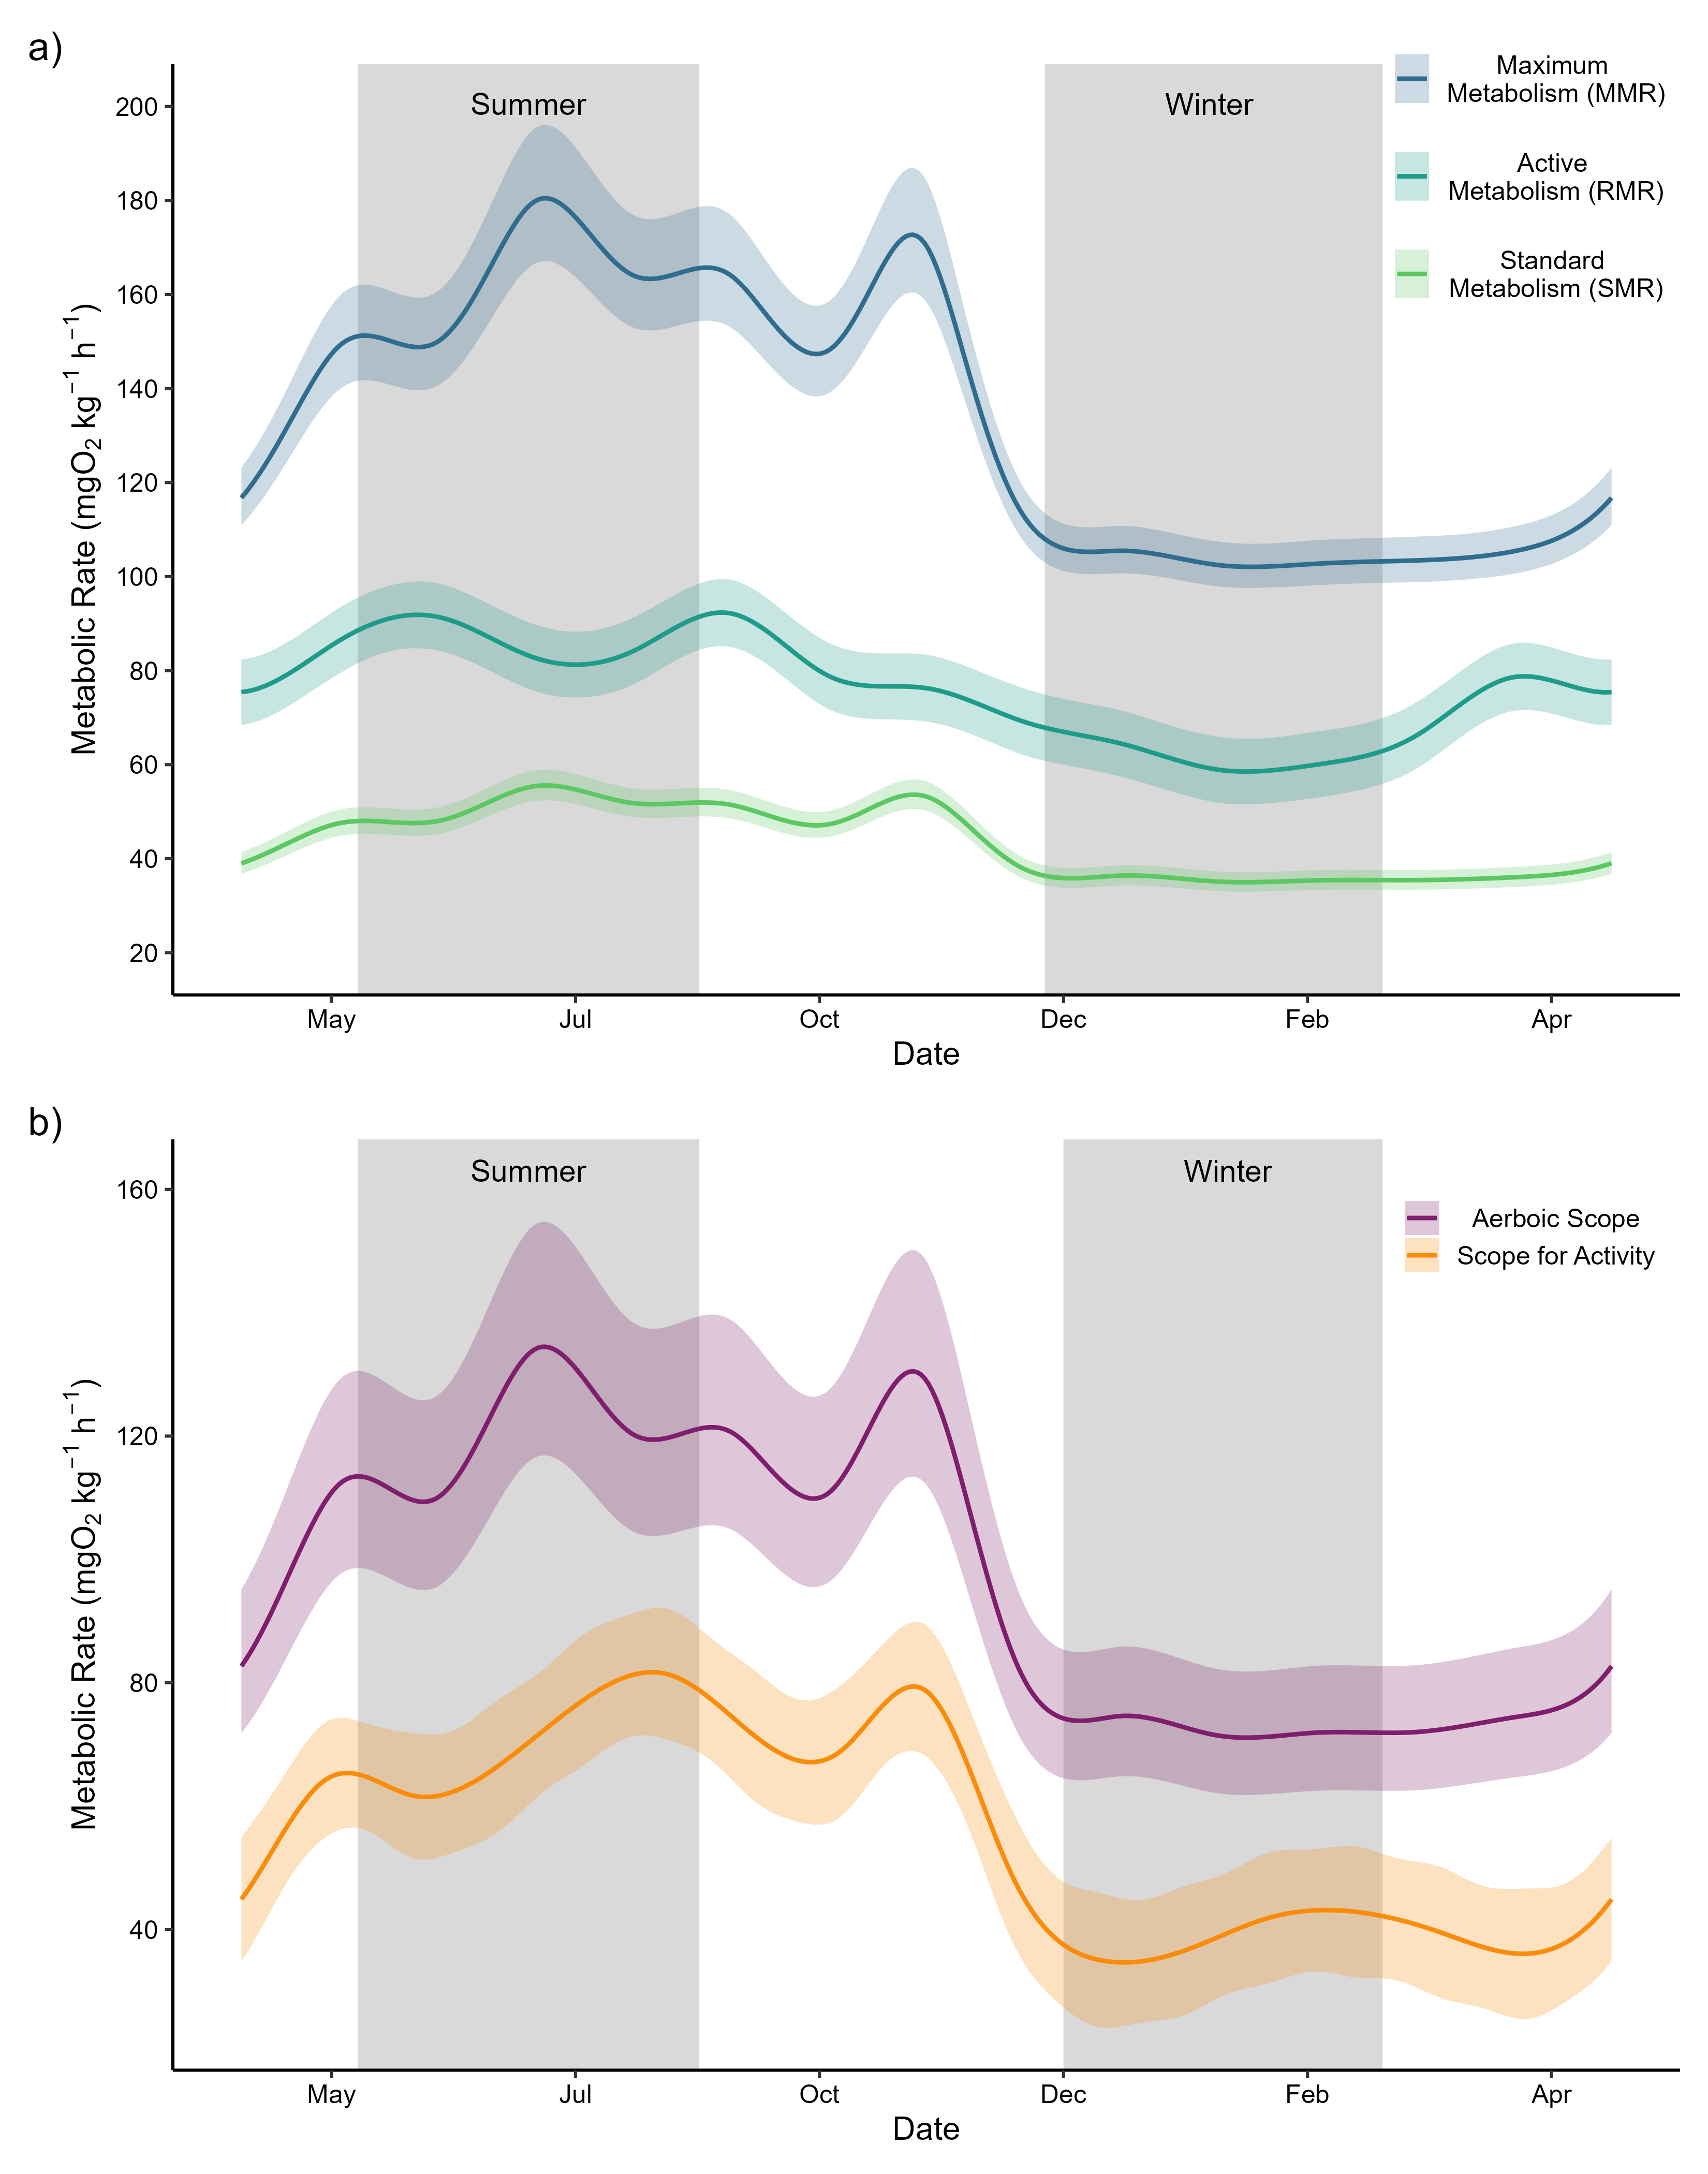 a)
Summer
Winter
Maximum
Metabolism (MMR)
Active
Metabolism (RMR)
Standard
Metabolism (SMR)
Metabolic Rate (mgO₂ kg⁻¹ h⁻¹)
200
180
160
140
120
100
80
60
40
20
May
Jul
Oct
Dec
Feb
Apr
Date
b)
Summer
Winter
Aerboic Scope
Scope for Activity
Metabolic Rate (mgO₂ kg⁻¹ h⁻¹)
160
120
80
40
May
Jul
Oct
Dec
Feb
Apr
Date